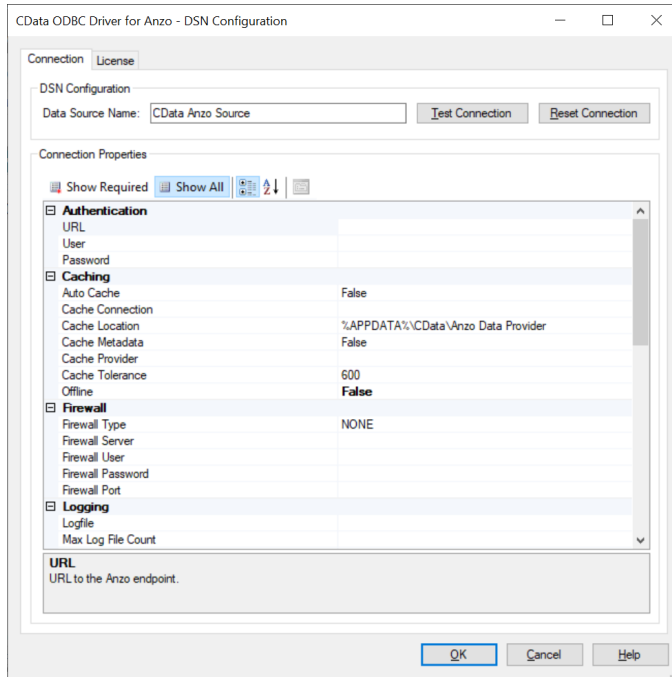 CData ODBC Driver for Anzo - DSN Configuration
Connection License
DSN Configuration
Data Source Name: CData Anzo Source Test Connection Reset Connection
Connection Properties
Show Required Show All
Authentication
URL
User
Password
Caching
Auto Cache False
Cache Connection
Cache Location %APPDATA%\CData\Anzo Data Provider
Cache Metadata False
Cache Provider
Cache Tolerance 600
Offline False
Firewall
Firewall Type NONE
Firewall Server
Firewall User
Firewall Password
Firewall Port
Logging
Logfile
Max Log File Count
URL
URL to the Anzo endpoint.
OK Cancel Help